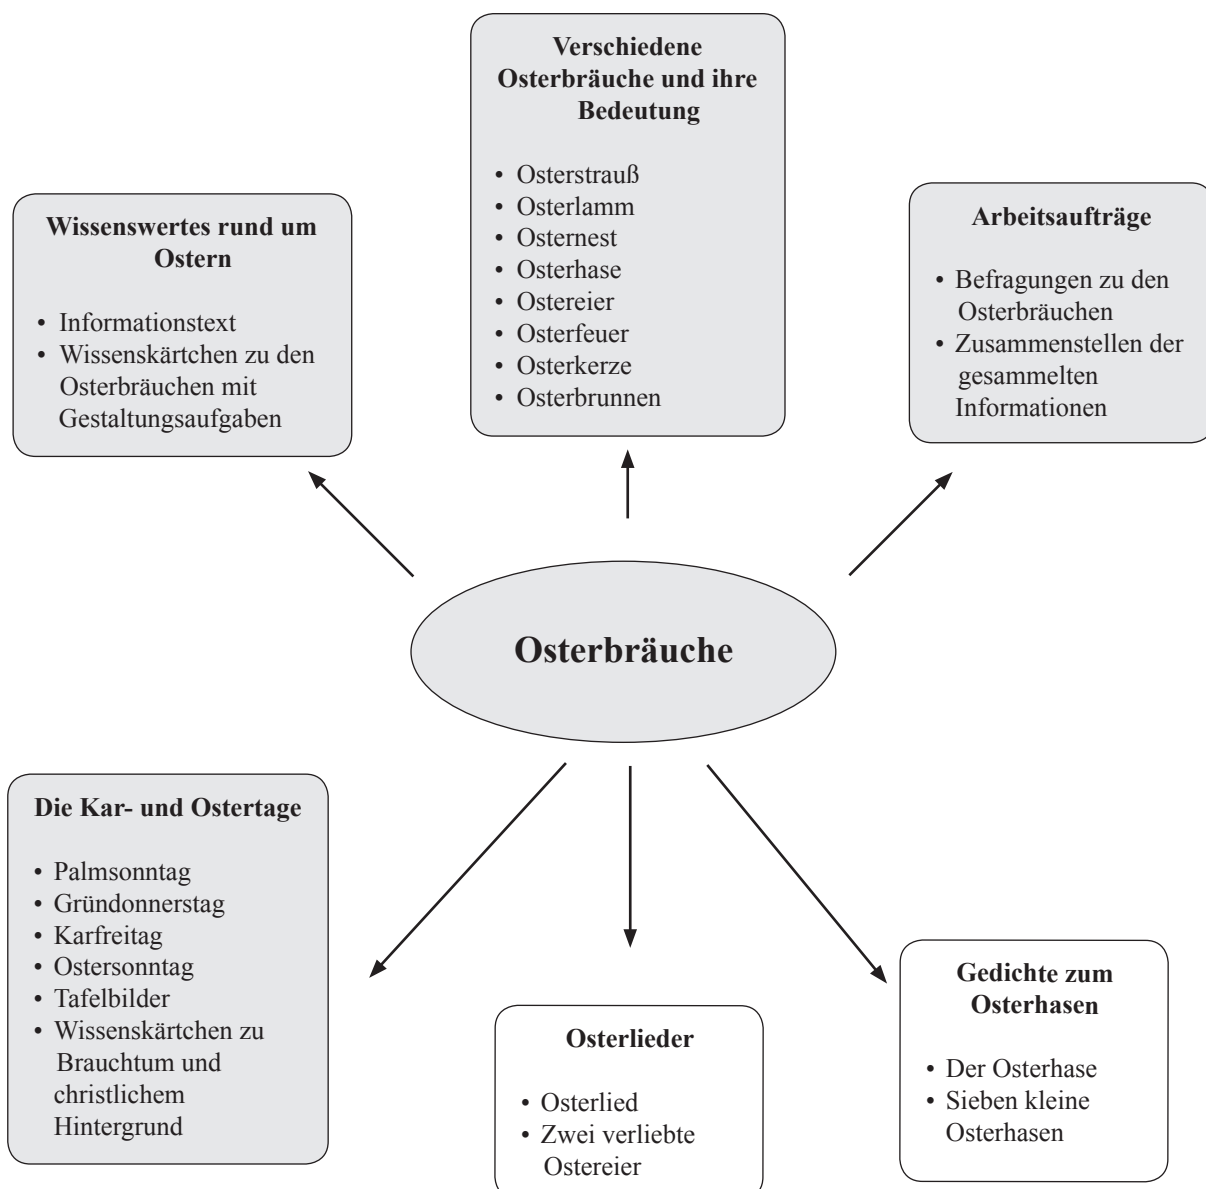 Verschiedene
Osterbräuche und ihre
Bedeutung
• Osterstrauß
• Osterlamm
• Osternest
• Osterhase
• Ostereier
• Osterfeuer
• Osterkerze
• Osterbrunnen
Wissenswertes rund um
Ostern
• Informationstext
• Wissenskärtchen zu den
Osterbräuchen mit
Gestaltungsaufgaben
Arbeitsaufträge
• Befragungen zu den
Osterbräuchen
• Zusammenstellen der
gesammelten
Informationen
Osterbräuche
Die Kar- und Ostertage
• Palmsonntag
• Gründonnerstag
• Karfreitag
• Ostersonntag
• Tafelbilder
• Wissenskärtchen zu
Brauchtum und
christlichem
Hintergrund
Osterlieder
• Osterlied
• Zwei verliebte
Ostereier
Gedichte zum
Osterhasen
• Der Osterhase
• Sieben kleine
Osterhasen